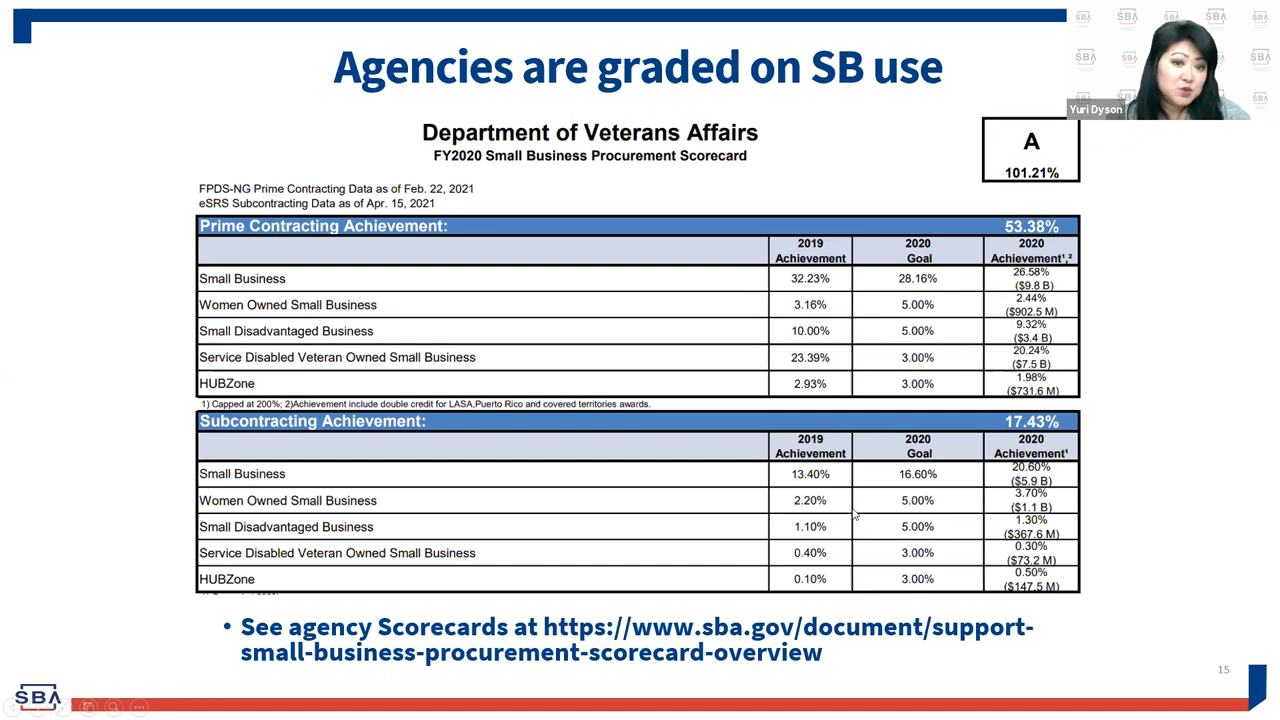 Agencies are graded on SB use
Yuri Dyson
Department of Veterans Affairs
FY2020 Small Business Procurement Scorecard
A
101.21%
FPDS-NG Prime Contracting Data as of Feb. 22, 2021
eSRS Subcontracting Data as of Apr. 15, 2021
Prime Contracting Achievement: 53.38%
2019 Achievement 2020 Goal 2020 Achievement¹,²
Small Business 32.23% 28.16% 26.58% ($9.8 B)
Women Owned Small Business 3.16% 5.00% 2.44% ($902.5 M)
Small Disadvantaged Business 10.00% 5.00% 9.32% ($3.4 B)
Service Disabled Veteran Owned Small Business 23.39% 3.00% 20.24% ($7.5 B)
HUBZone 2.93% 3.00% 1.98% ($731.6 M)
1) Capped at 200%; 2)Achievement include double credit for LASA,Puerto Rico and covered territories awards.
Subcontracting Achievement: 17.43%
2019 Achievement 2020 Goal 2020 Achievement¹
Small Business 13.40% 16.60% 20.60% ($5.9 B)
Women Owned Small Business 2.20% 5.00% 3.70% ($1.1 B)
Small Disadvantaged Business 1.10% 5.00% 1.30% ($367.6 M)
Service Disabled Veteran Owned Small Business 0.40% 3.00% 0.30% ($73.2 M)
HUBZone 0.10% 3.00% 0.50% ($147.5 M)
• See agency Scorecards at https://www.sba.gov/document/support-
small-business-procurement-scorecard-overview
15
SBA